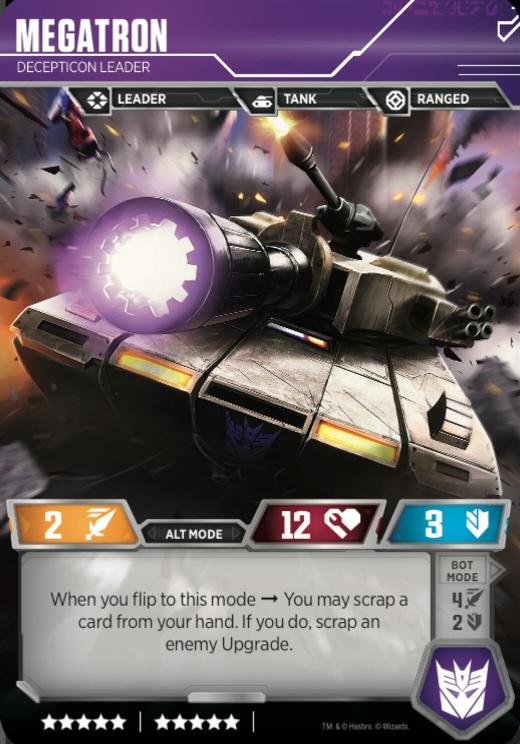 MEGATRON
DECEPTICON LEADER
LEADER TANK RANGED
2 ALT MODE 12 3
BOT
MODE
4
2
When you flip to this mode → You may scrap a
card from your hand. If you do, scrap an
enemy Upgrade.
★★★★★ | ★★★★★ |
TM & © Hasbro. © Wizards.